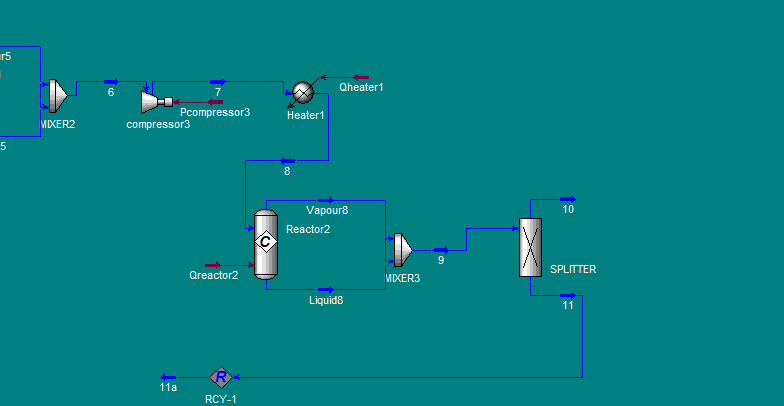 r5
6
7
Qheater1
Pcompressor3
MIXER2
compressor3
Heater1
5
8
Vapour8
Reactor2
C
10
9
Qreactor2
MIXER3
SPLITTER
Liquid8
11
R
11a
RCY-1